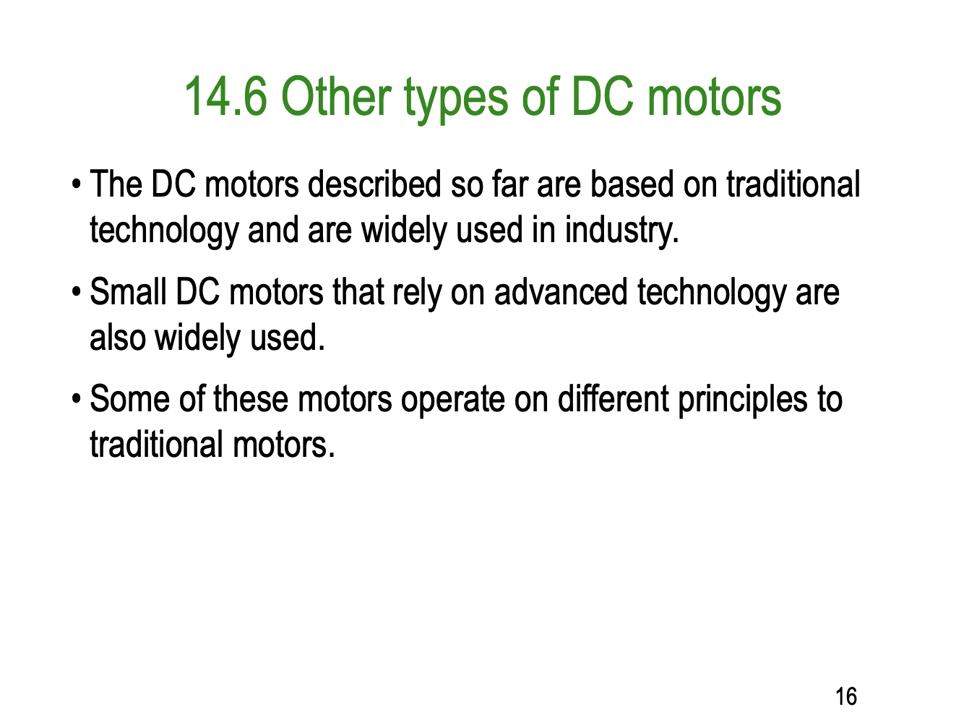 14.6 Other types of DC motors
• The DC motors described so far are based on traditional
technology and are widely used in industry.
• Small DC motors that rely on advanced technology are
also widely used.
• Some of these motors operate on different principles to
traditional motors.
16